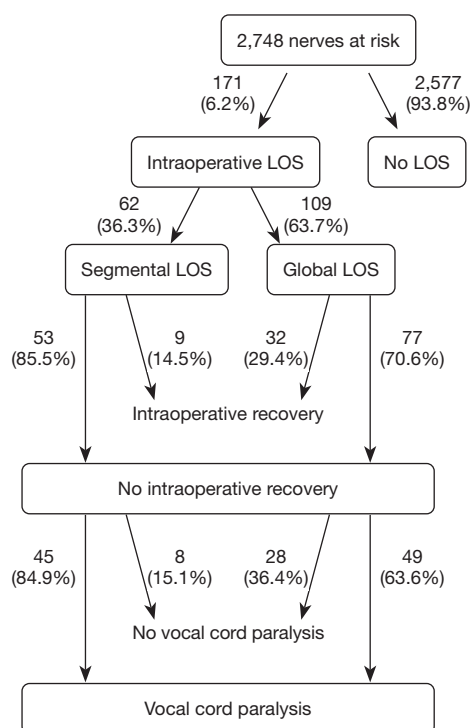 2,748 nerves at risk
171 2,577
(6.2%) (93.8%)
Intraoperative LOS No LOS
62 109
(36.3%) (63.7%)
Segmental LOS Global LOS
53 9 32 77
(85.5%) (14.5%) (29.4%) (70.6%)
Intraoperative recovery
No intraoperative recovery
45 8 28 49
(84.9%) (15.1%) (36.4%) (63.6%)
No vocal cord paralysis
Vocal cord paralysis